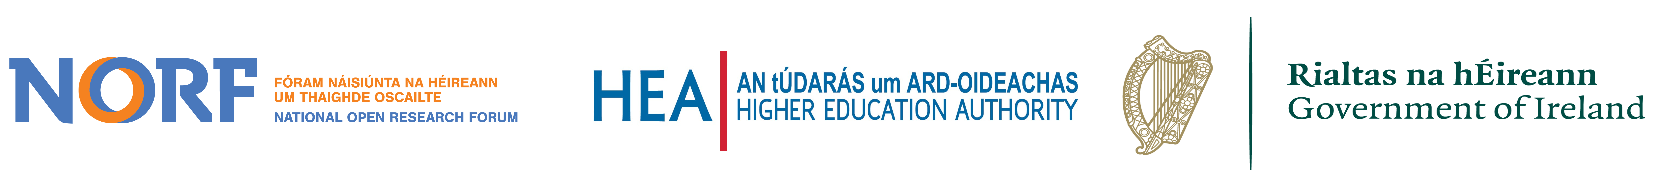 NORF
FÓRAM NÁISIÚNTA NA HÉIREANN
UM THAIGHDE OSCAILTE
NATIONAL OPEN RESEARCH FORUM
HEA
AN tÚDARÁS um ARD-OIDEACHAS
HIGHER EDUCATION AUTHORITY
Rialtas na hÉireann
Government of Ireland